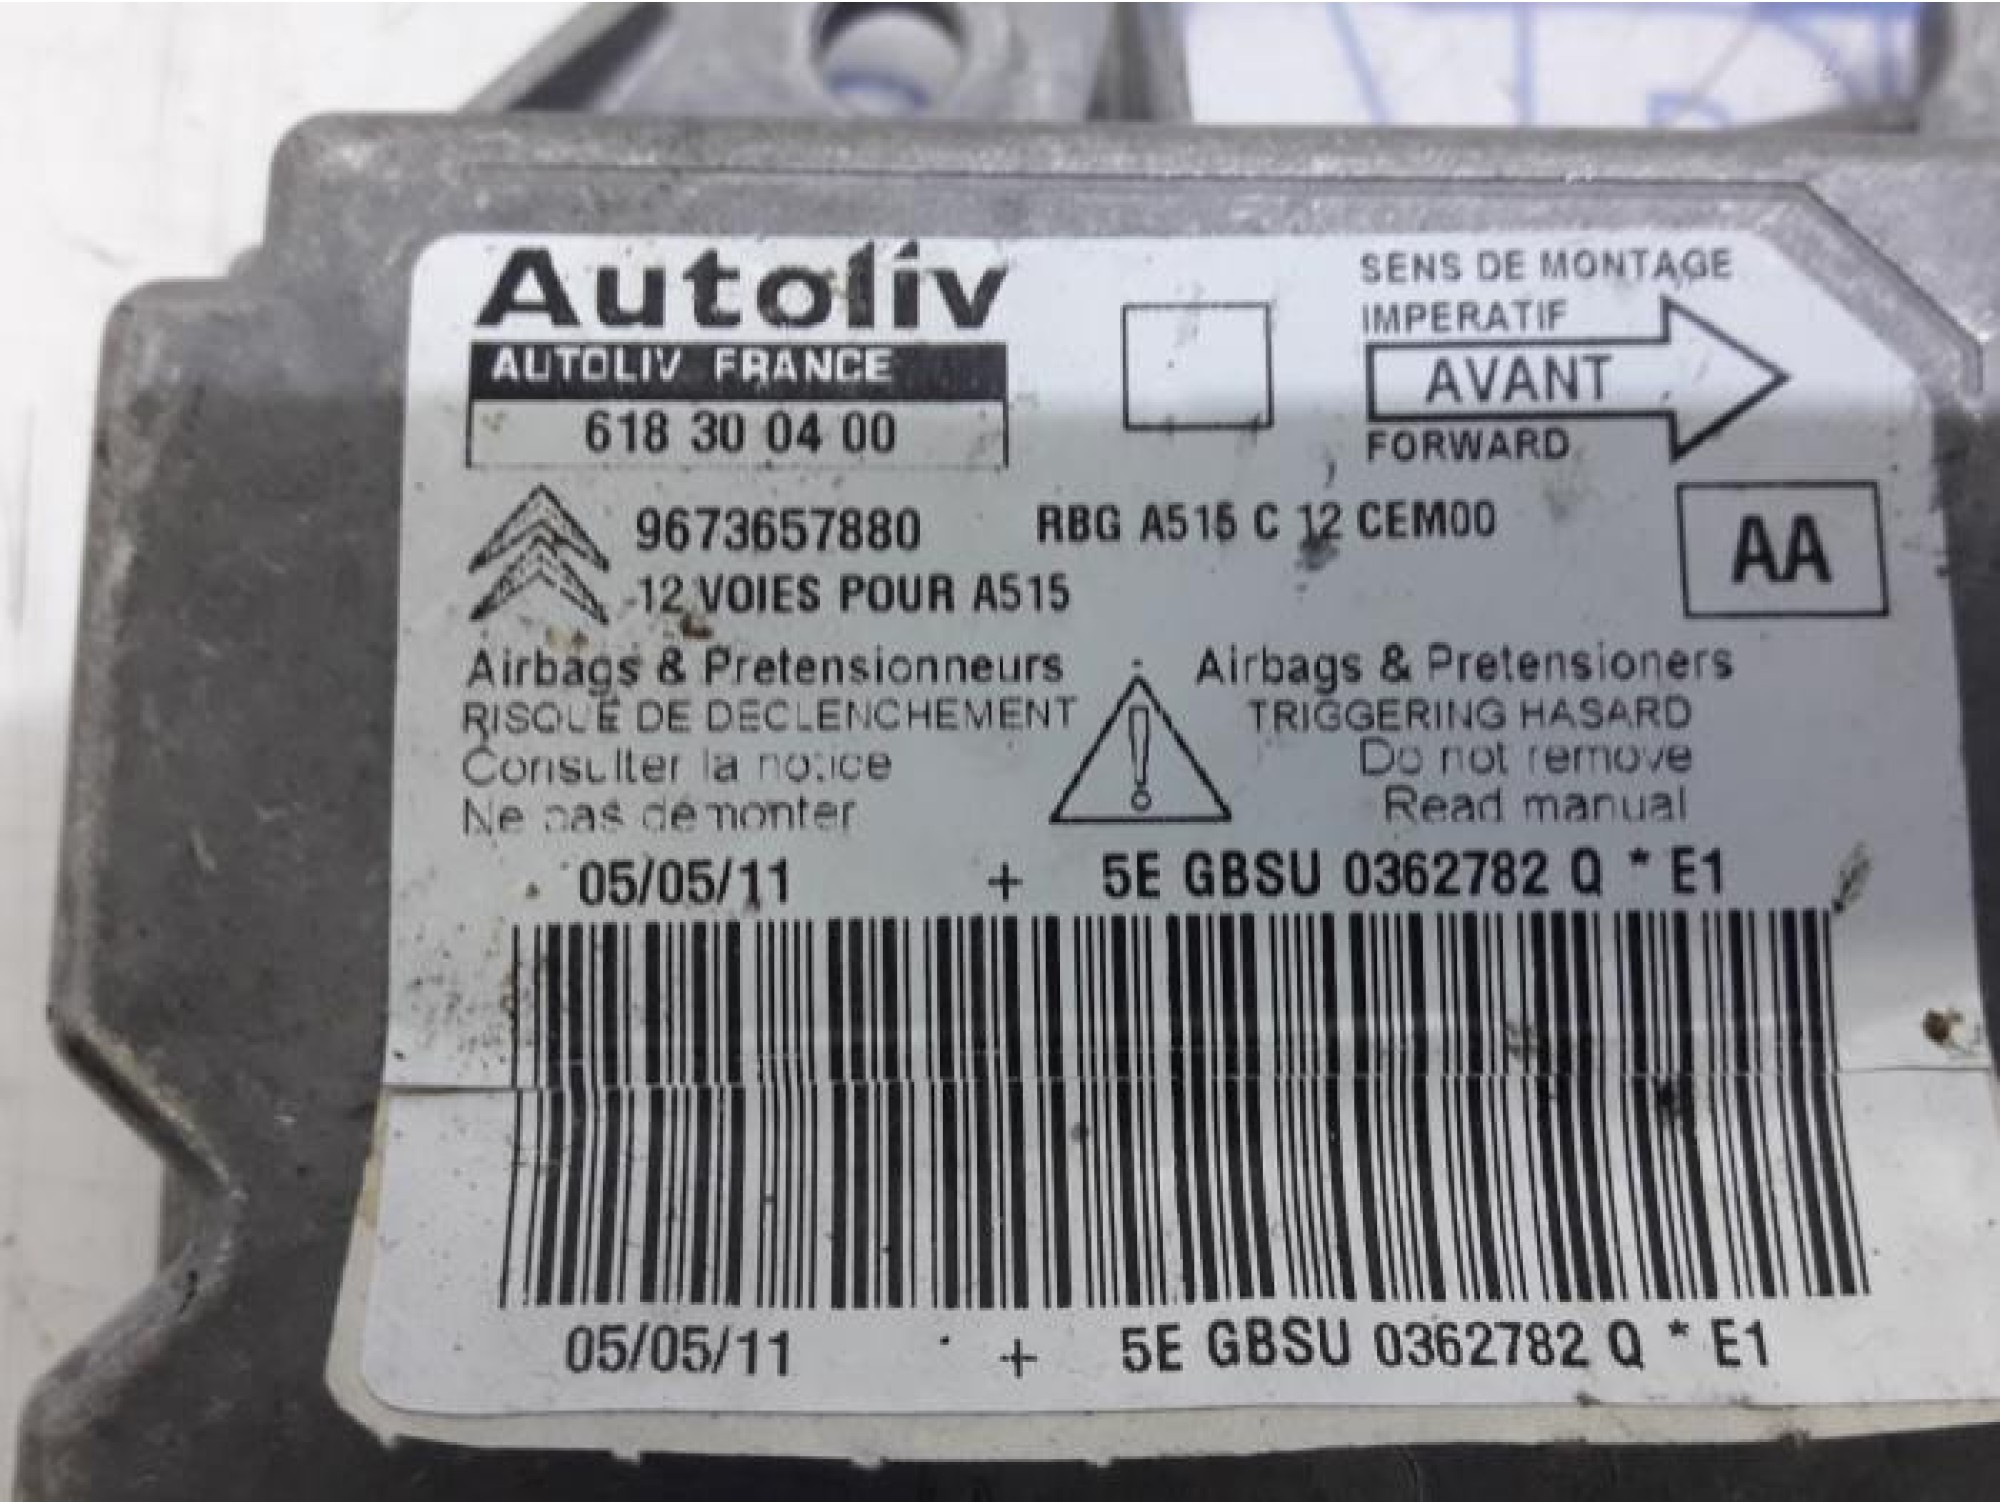 Autoliv
AUTOLIV FRANCE
618 30 04 00
SENS DE MONTAGE
IMPERATIF
AVANT
FORWARD
9673657880 RBG A515 C 12 CEM00
12 VOIES POUR A515
AA
Airbags & Pretensionneurs
RISQUE DE DECLENCHEMENT
Consulter la notice
Ne pas démonter
Airbags & Pretensioners
TRIGGERING HASARD
Do not remove
Read manual
05/05/11 + 5E GBSU 0362782 Q * E1
05/05/11 + 5E GBSU 0362782 Q * E1